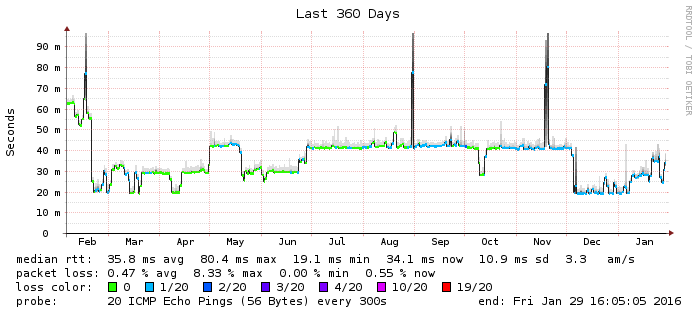 Last 360 Days
RRDTOOL / TOBI OETIKER
Seconds
90 m
80 m
70 m
60 m
50 m
40 m
30 m
20 m
10 m
0
Feb Mar Apr May Jun Jul Aug Sep Oct Nov Dec Jan
median rtt: 35.8 ms avg 80.4 ms max 19.1 ms min 34.1 ms now 10.9 ms sd 3.3 am/s
packet loss: 0.47 % avg 8.33 % max 0.00 % min 0.55 % now
loss color: 0 1/20 2/20 3/20 4/20 10/20 19/20
probe: 20 ICMP Echo Pings (56 Bytes) every 300s end: Fri Jan 29 16:05:05 2016